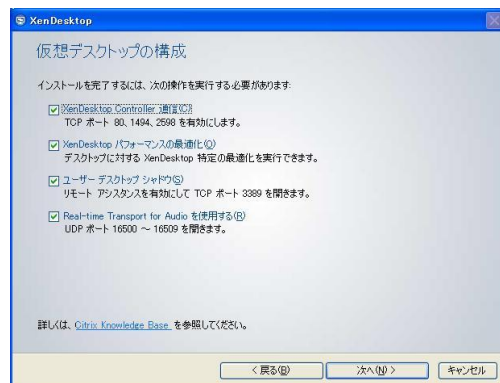 XenDesktop
仮想デスクトップの構成
インストールを完了するには、次の操作を実行する必要があります:
XenDesktop Controller 通信(C)
TCP ポート 80、1494、2598 を有効にします。
XenDesktop パフォーマンスの最適化(O)
デスクトップに対する XenDesktop 特定の最適化を実行できます。
ユーザー デスクトップ シャドウ(S)
リモート アシスタンスを有効にして TCP ポート 3389 を開きます。
Real-time Transport for Audio を使用する(R)
UDP ポート 16500 ～ 16509 を開きます。
詳しくは、Citrix Knowledge Base を参照してください。
< 戻る(B) 次へ(N) > キャンセル